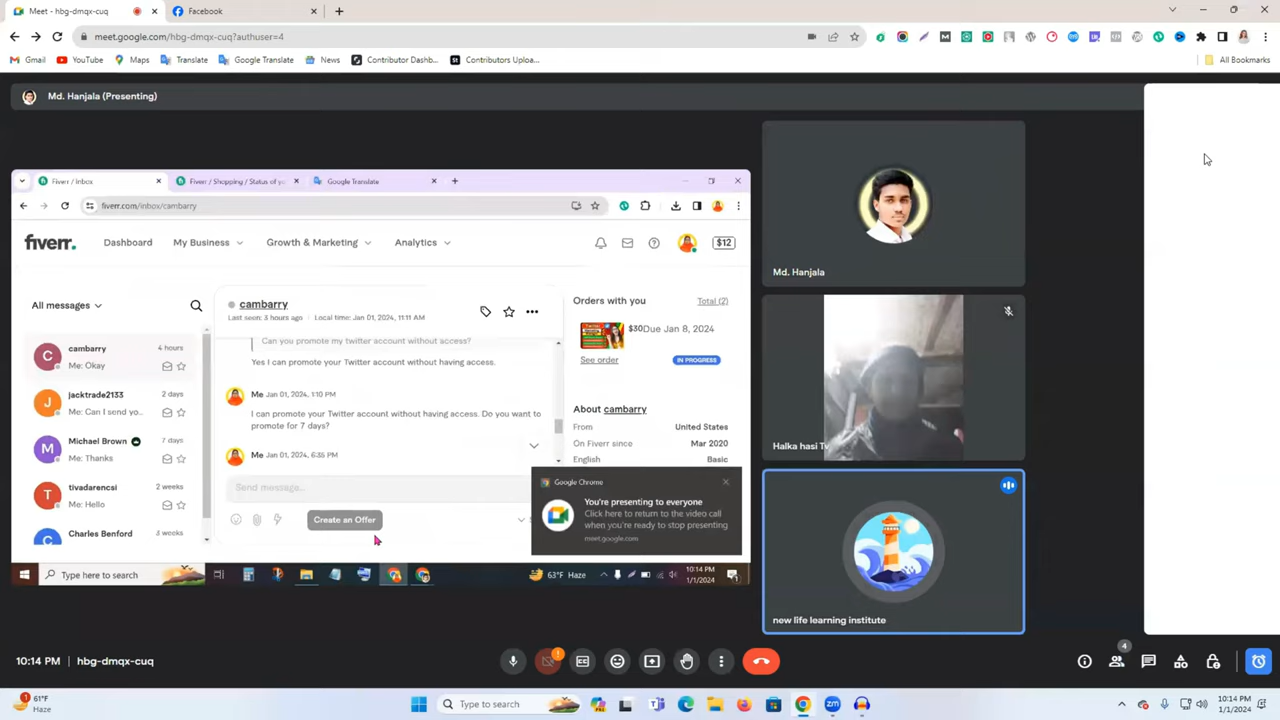 Meet - hbg-dmqx-cuq
Facebook
meet.google.com/hbg-dmqx-cuq?authuser=4
Gmail
YouTube
Maps
Translate
Google Translate
News
Contributor Dashb...
Contributors Uploa...
All Bookmarks
Md. Hanjala (Presenting)
Fiverr / Inbox
Fiverr / Shopping / Status of yo
Google Translate
fiverr.com/inbox/cambarry
fiverr.
Dashboard
My Business
Growth & Marketing
Analytics
$12
All messages
cambarry
4 hours
Me: Okay
jacktrade2133
2 days
Me: Can I send yo...
Michael Brown
7 days
Me: Thanks
tivadarencsi
2 weeks
Me: Hello
Charles Benford
3 weeks
cambarry
Last seen: 3 hours ago
Local time: Jan 01, 2024, 11:11 AM
Can you promote my Twitter account without access?
Yes I can promote your Twitter account without having access.
Me Jan 01, 2024, 1:10 PM
I can promote your Twitter account without having access. Do you want to
promote for 7 days?
Me Jan 01, 2024, 6:35 PM
Send message...
Create an Offer
Orders with you
Total (2)
$30Due Jan 8, 2024
See order
IN PROGRESS
About cambarry
From
United States
On Fiverr since
Mar 2020
English
Basic
Google Chrome
You're presenting to everyone
Click here to return to the video call
when you're ready to stop presenting
meet.google.com
Type here to search
63°F Haze
10:14 PM
1/1/2024
Md. Hanjala
Halka hasi T
new life learning institute
10:14 PM
hbg-dmqx-cuq
4
61°F
Haze
Type to search
10:14 PM
1/1/2024